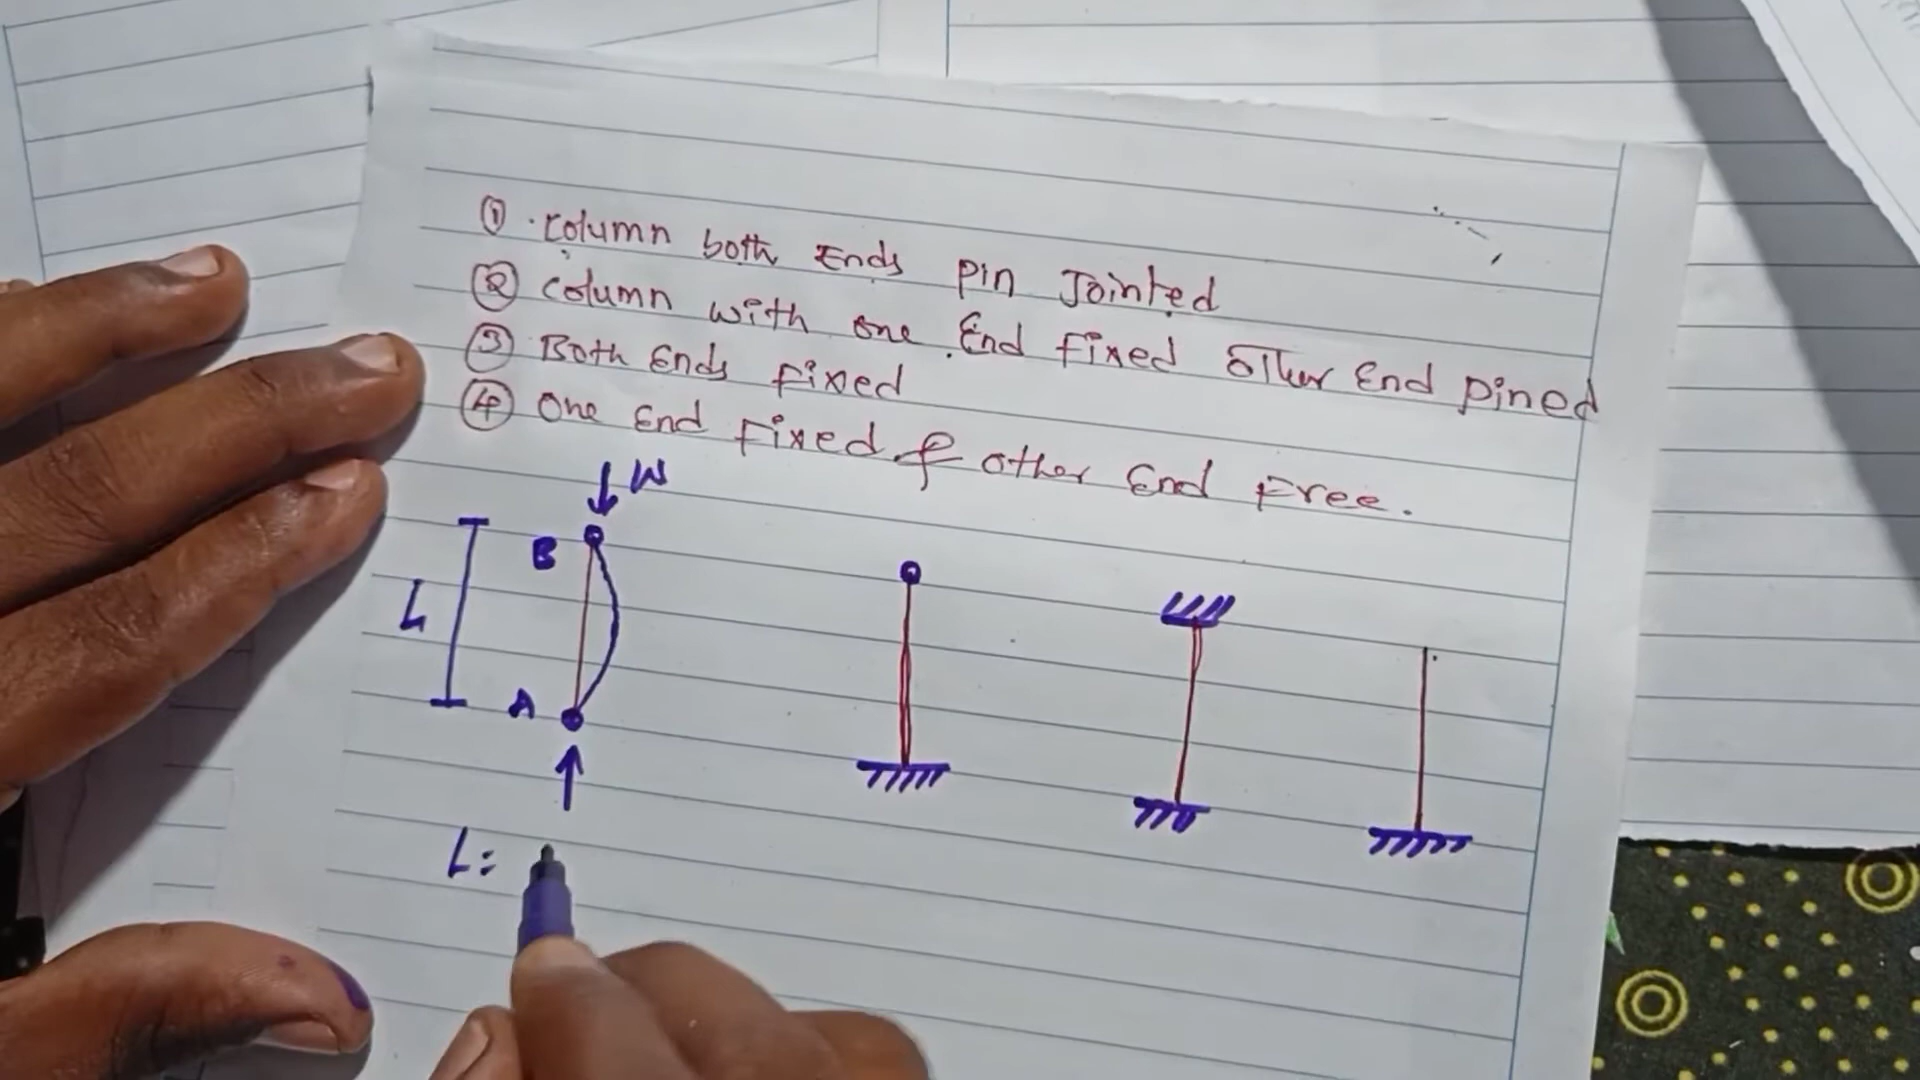 ① . column both Ends Pin Jointed
② column with one End fixed other End pined
③ Both Ends fixed
④ One End Fixed & other End Free.
W
B
L
A
L=